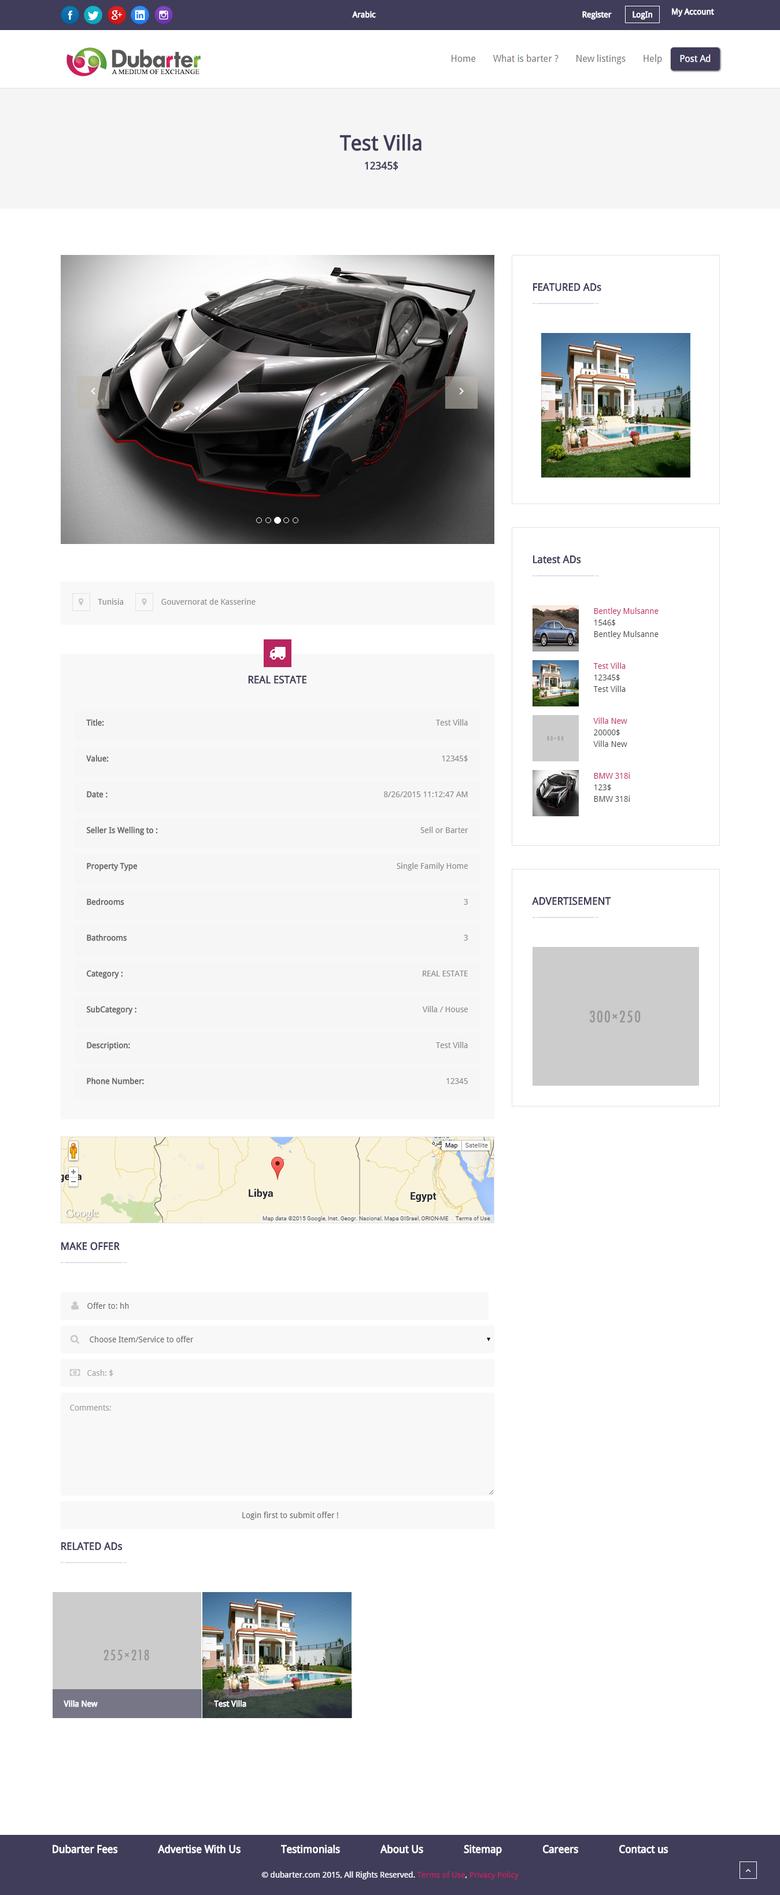 Arabic
Register
LogIn
My Account
Dubarter
A MEDIUM OF EXCHANGE
Home
What is barter ?
New listings
Help
Post Ad
Test Villa
12345$
FEATURED ADs
Latest ADs
Bentley Mulsanne
1546$
Bentley Mulsanne
Test Villa
12345$
Test Villa
Villa New
20000$
Villa New
BMW 318i
123$
BMW 318i
ADVERTISEMENT
300×250
Tunisia
Gouvernorat de Kasserine
REAL ESTATE
Title: Test Villa
Value: 12345$
Date : 8/26/2015 11:12:47 AM
Seller Is Welling to : Sell or Barter
Property Type Single Family Home
Bedrooms 3
Bathrooms 3
Category : REAL ESTATE
SubCategory : Villa / House
Description: Test Villa
Phone Number: 12345
Map Satellite
Libya
Egypt
Google
Map data ©2015 Google, Inst. Geogr. Nacional, Mapa GISrael, ORION-ME Terms of Use
MAKE OFFER
Offer to: hh
Choose Item/Service to offer
Cash: $
Comments:
Login first to submit offer !
RELATED ADs
255×218
Villa New
Test Villa
Dubarter Fees
Advertise With Us
Testimonials
About Us
Sitemap
Careers
Contact us
© dubarter.com 2015, All Rights Reserved. Terms of Use, Privacy Policy